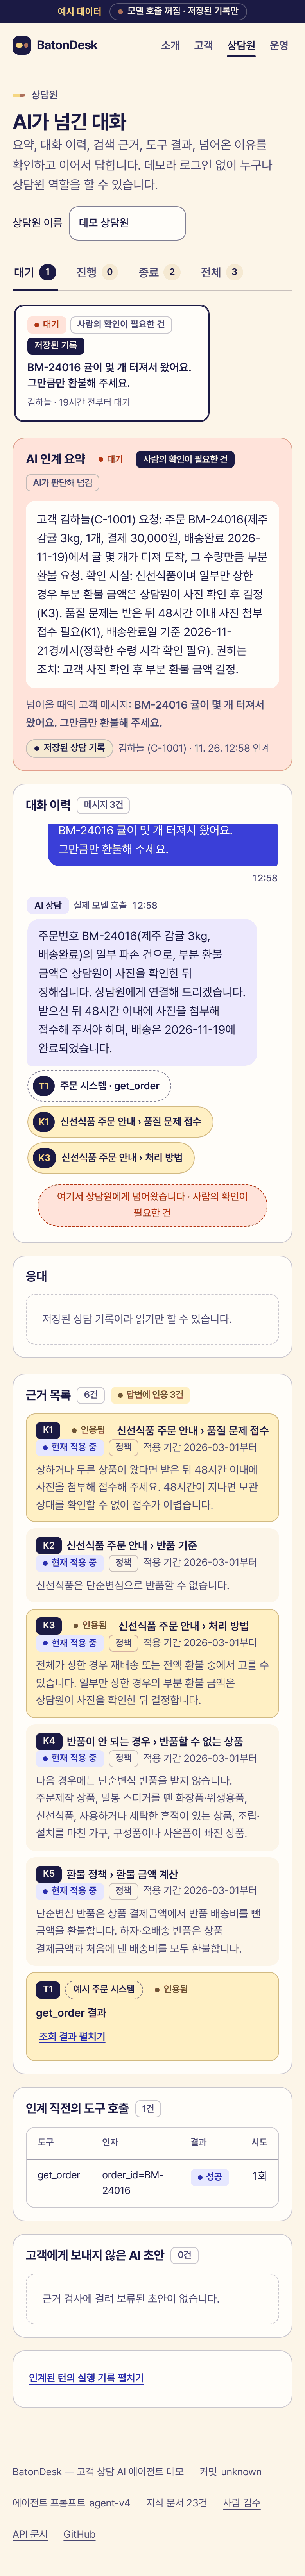 예시 데이터 모델 호출 꺼짐 · 저장된 기록만
BatonDesk 소개 고객 상담원 운영
상담원
AI가 넘긴 대화
요약, 대화 이력, 검색 근거, 도구 결과, 넘어온 이유를
확인하고 이어서 답합니다. 데모라 로그인 없이 누구나
상담원 역할을 할 수 있습니다.
상담원 이름 데모 상담원
대기 1 진행 0 종료 2 전체 3
대기 사람의 확인이 필요한 건
저장된 기록
BM-24016 귤이 몇 개 터져서 왔어요.
그만큼만 환불해 주세요.
김하늘 · 19시간 전부터 대기
AI 인계 요약 대기 사람의 확인이 필요한 건
AI가 판단해 넘김
고객 김하늘(C-1001) 요청: 주문 BM-24016(제주
감귤 3kg, 1개, 결제 30,000원, 배송완료 2026-
11-19)에서 귤 몇 개가 터져 도착, 그 수량만큼 부분
환불 요청. 확인 사실: 신선식품이며 일부만 상한
경우 부분 환불 금액은 상담원이 사진 확인 후 결정
(K3). 품질 문제는 받은 뒤 48시간 이내 사진 첨부
접수 필요(K1), 배송완료일 기준 2026-11-
21경까지(정확한 수령 시각 확인 필요). 권하는
조치: 고객 사진 확인 후 부분 환불 금액 결정.
넘어올 때의 고객 메시지: BM-24016 귤이 몇 개 터져서
왔어요. 그만큼만 환불해 주세요.
저장된 상담 기록 김하늘 (C-1001) · 11. 26. 12:58 인계
대화 이력 메시지 3건
BM-24016 귤이 몇 개 터져서 왔어요.
그만큼만 환불해 주세요.
12:58
AI 상담 실제 모델 호출 12:58
주문번호 BM-24016(제주 감귤 3kg,
배송완료)의 일부 파손 건으로, 부분 환불
금액은 상담원이 사진을 확인한 뒤
정해집니다. 상담원에게 연결해 드리겠습니다.
받으신 뒤 48시간 이내에 사진을 첨부해
접수해 주셔야 하며, 배송은 2026-11-19에
완료되었습니다.
T1 주문 시스템 · get_order
K1 신선식품 주문 안내 › 품질 문제 접수
K3 신선식품 주문 안내 › 처리 방법
여기서 상담원에게 넘어왔습니다 · 사람의 확인이
필요한 건
응대
저장된 상담 기록이라 읽기만 할 수 있습니다.
근거 목록 6건 답변에 인용 3건
K1 인용됨 신선식품 주문 안내 › 품질 문제 접수
현재 적용 중 정책 적용 기간 2026-03-01부터
상하거나 무른 상품이 왔다면 받은 뒤 48시간 이내에
사진을 첨부해 접수해 주세요. 48시간이 지나면 보관
상태를 확인할 수 없어 접수가 어렵습니다.
K2 신선식품 주문 안내 › 반품 기준
현재 적용 중 정책 적용 기간 2026-03-01부터
신선식품은 단순변심으로 반품할 수 없습니다.
K3 인용됨 신선식품 주문 안내 › 처리 방법
현재 적용 중 정책 적용 기간 2026-03-01부터
전체가 상한 경우 재배송 또는 전액 환불 중에서 고를 수
있습니다. 일부만 상한 경우의 부분 환불 금액은
상담원이 사진을 확인한 뒤 결정합니다.
K4 반품이 안 되는 경우 › 반품할 수 없는 상품
현재 적용 중 정책 적용 기간 2026-03-01부터
다음 경우에는 단순변심 반품을 받지 않습니다.
주문제작 상품, 밀봉 스티커를 뗀 화장품·위생용품,
신선식품, 사용하거나 세탁한 흔적이 있는 상품, 조립·
설치를 마친 가구, 구성품이나 사은품이 빠진 상품.
K5 환불 정책 › 환불 금액 계산
현재 적용 중 정책 적용 기간 2026-03-01부터
단순변심 반품은 상품 결제금액에서 반품 배송비를 뺀
금액을 환불합니다. 하자·오배송 반품은 상품
결제금액과 처음에 낸 배송비를 모두 환불합니다.
T1 예시 주문 시스템 인용됨
get_order 결과
조회 결과 펼치기
인계 직전의 도구 호출 1건
도구 인자 결과 시도
get_order order_id=BM- 성공 1회
24016
고객에게 보내지 않은 AI 초안 0건
근거 검사에 걸려 보류된 초안이 없습니다.
인계된 턴의 실행 기록 펼치기
BatonDesk — 고객 상담 AI 에이전트 데모 커밋 unknown
에이전트 프롬프트 agent-v4 지식 문서 23건 사람 검수
API 문서 GitHub